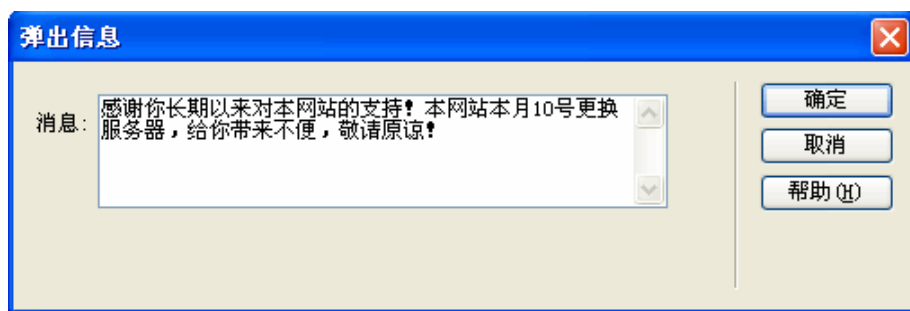 弹出信息
消息:
感谢你长期以来对本网站的支持！本网站本月10号更换
服务器，给你带来不便，敬请原谅！
确定
取消
帮助(H)